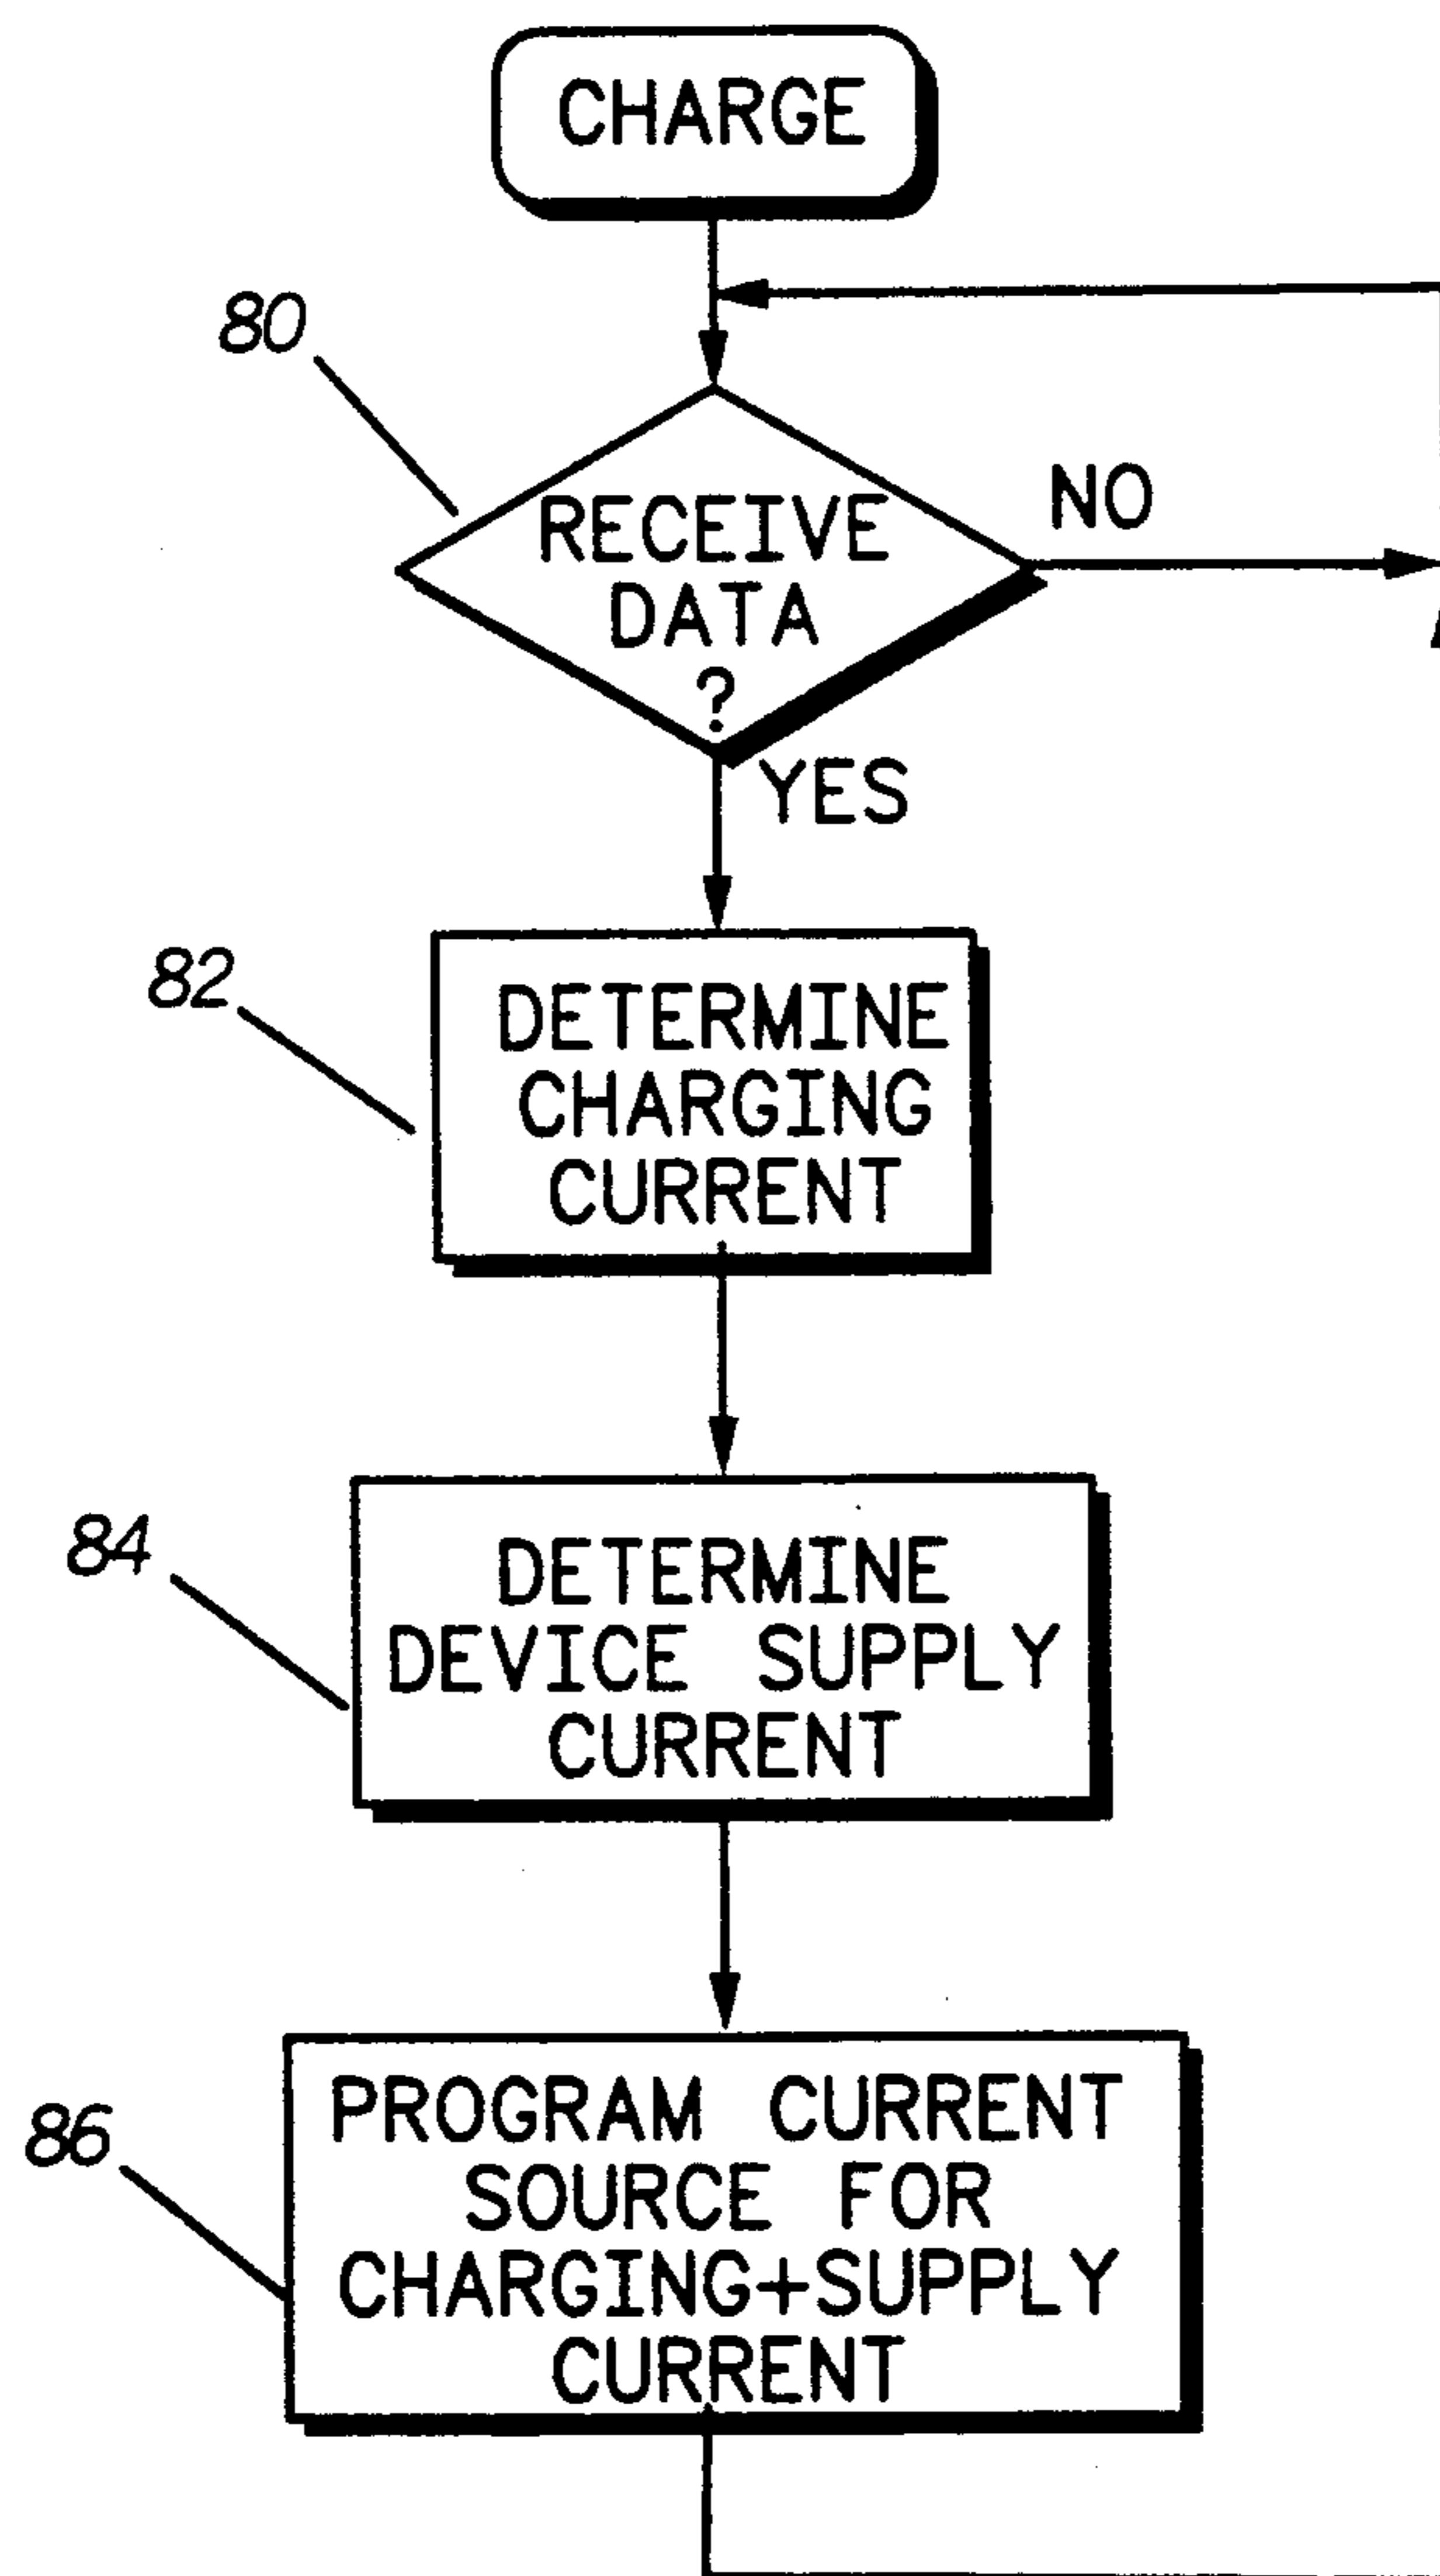 CHARGE
80
RECEIVE
DATA
?
NO
YES
82
DETERMINE
CHARGING
CURRENT
84
DETERMINE
DEVICE SUPPLY
CURRENT
86
PROGRAM CURRENT
SOURCE FOR
CHARGING+SUPPLY
CURRENT